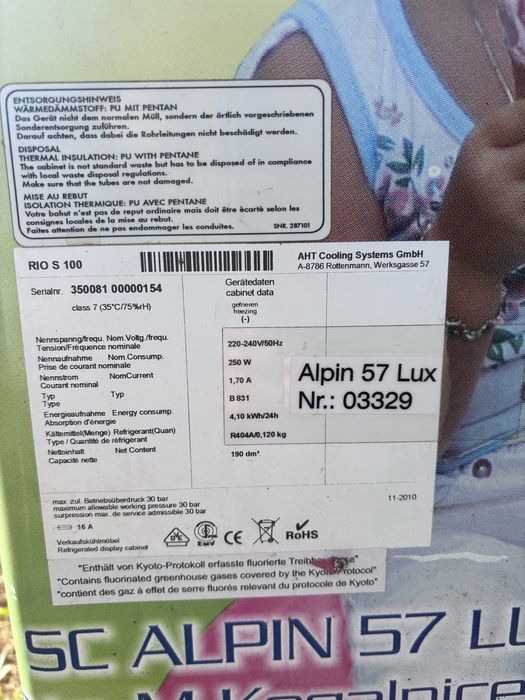 ENTSORGUNGSHINWEIS
WÄRMEDÄMMSTOFF: PU MIT PENTAN
Das Gerät nicht dem normalen Müll, sondern der örtlich vorgeschriebenen
Sonderentsorgung zuführen.
Darauf achten, dass dabei die Rohrleitungen nicht beschädigt werden.
DISPOSAL
THERMAL INSULATION: PU WITH PENTANE
The cabinet is not standard waste but has to be disposed of in compliance
with local waste disposal regulations.
Make sure that the tubes are not damaged.
MISE AU REBUT
ISOLATION THERMIQUE: PU AVEC PENTANE
Votre bahut n'est pas de reput ordinaire mais doit être écarté selon les
consignes locales de la mise au rebut.
Faites attention de ne pas endommager les conduites. SNR. 287101
RIO S 100
AHT Cooling Systems GmbH
A-8786 Rottenmann, Werksgasse 57
Serialnr. 350081 00000154
class 7 (35°C/75%rH)
Gerätedaten
cabinet data
gefrieren
freezing
(-)
Nennspannng/frequ. Nom.Voltg./frequ.
Tension/Fréquence nominale 220-240V/50Hz
Nennaufnahme Nom.Consump.
Prise de courant nominale 250 W
Nennstrom NomCurrent
Courant nominal 1,70 A
Typ Typ
Type B 831
Energieaufnahme Energy consump.
Absorption d'énergie 4,10 kWh/24h
Kältemittel(Menge) Refrigerant(Quan)
Type / Quantité de réfrigérant R404A/0,120 kg
Nettoinhalt Net Content
Capacité nette 190 dm³
Alpin 57 Lux
Nr.: 03329
max. zul. Betriebsüberdruck 30 bar
maximum allowable working pressure 30 bar
surpression max. de service admissible 30 bar
11-2010
16 A
Verkaufskühlmöbel
Refrigerated display cabinet
EMV
CE
RoHS
"Enthält von Kyoto-Protokoll erfasste fluorierte
"Contains fluorinated greenhouse gases covered by the Kyoto Protocol"
"contient des gaz à effet de serre fluorés relevant du protocole de Kyoto"
SC ALPIN 57